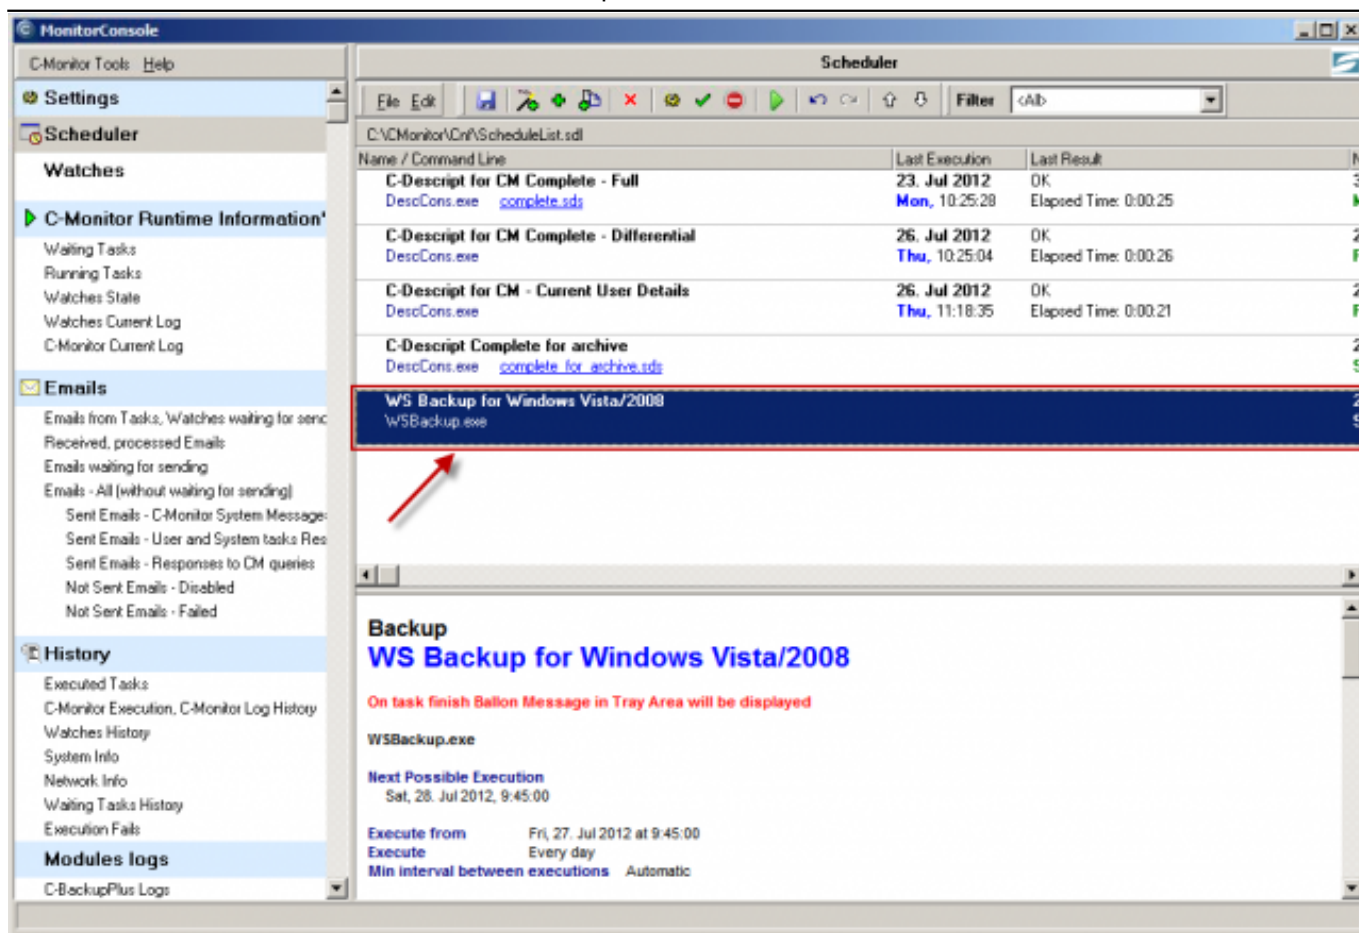 MonitorConsole
C-Monitor Tools Help
Scheduler
Settings
File Edit
Filter
<All>
Scheduler
C:\CMonitor\Cnf\ScheduleList.sdl
Watches
Name / Command Line
Last Execution
Last Result
N
C-Descript for CM Complete - Full
23. Jul 2012
OK
3
DescCons.exe complete.sds
Mon, 10:25:28
Elapsed Time: 0:00:25
C-Monitor Runtime Information'
C-Descript for CM Complete - Differential
26. Jul 2012
OK
2
DescCons.exe
Thu, 10:25:04
Elapsed Time: 0:00:26
F
C-Descript for CM - Current User Details
26. Jul 2012
OK
2
DescCons.exe
Thu, 11:18:35
Elapsed Time: 0:00:21
F
C-Descript Complete for archive
2
DescCons.exe complete_for_archive.sds
S
WS Backup for Windows Vista/2008
2
WSBackup.exe
S
Waiting Tasks
Running Tasks
Watches State
Watches Current Log
C-Monitor Current Log
Emails
Emails from Tasks, Watches waiting for senc
Received, processed Emails
Emails waiting for sending
Emails - All (without waiting for sending)
Sent Emails - C-Monitor System Message
Sent Emails - User and System tasks Res
Sent Emails - Responses to CM queries
Not Sent Emails - Disabled
Not Sent Emails - Failed
History
Executed Tasks
C-Monitor Execution, C-Monitor Log History
Watches History
System Info
Network Info
Waiting Tasks History
Execution Fails
Modules logs
C-BackupPlus Logs
Backup
WS Backup for Windows Vista/2008
On task finish Ballon Message in Tray Area will be displayed
WSBackup.exe
Next Possible Execution
Sat, 28. Jul 2012, 9:45:00
Execute from Fri, 27. Jul 2012 at 9:45:00
Execute Every day
Min interval between executions Automatic